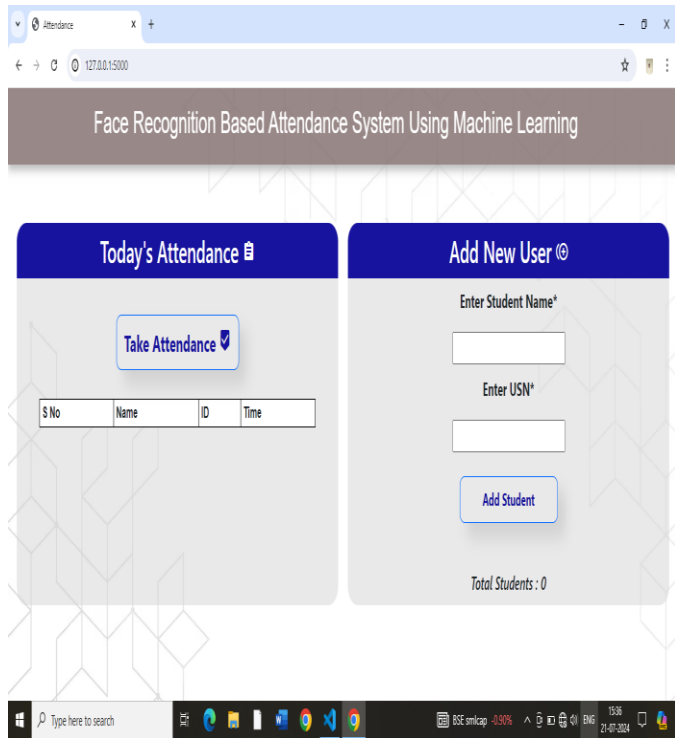 Attendance
127.0.0.1:5000
Face Recognition Based Attendance System Using Machine Learning
Today's Attendance
Take Attendance
S No Name ID Time
Add New User
Enter Student Name*
Enter USN*
Add Student
Total Students : 0
Type here to search
BSE smlcap -0.90%
ENG
1536
21-07-2024